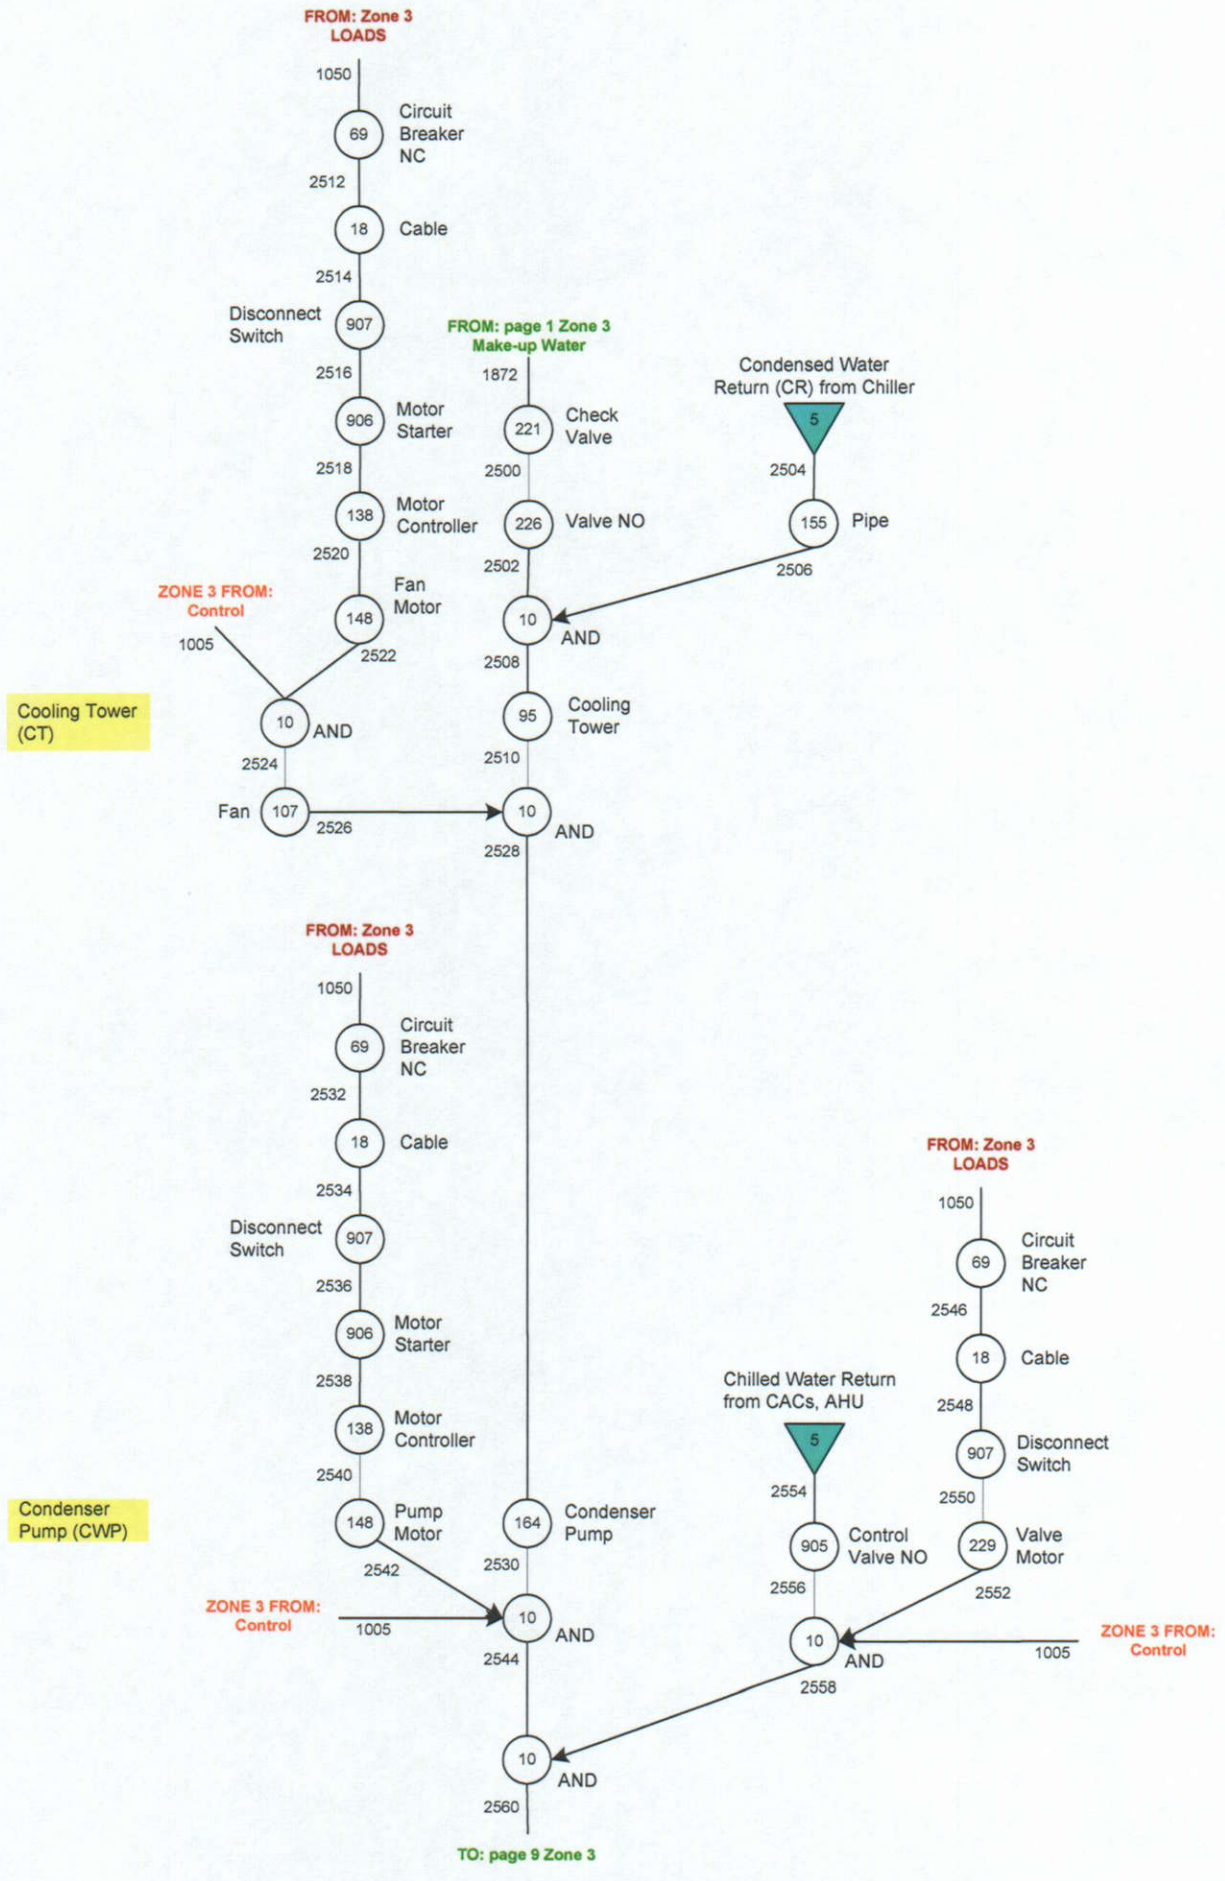 FROM: Zone 3
LOADS
1050
69
Circuit
Breaker
NC
2512
18
Cable
2514
Disconnect
Switch
907
2516
906
Motor
Starter
2518
138
Motor
Controller
2520
148
Fan
Motor
2522
ZONE 3 FROM:
Control
1005
10
AND
2524
Fan
107
2526
Cooling Tower
(CT)
FROM: page 1 Zone 3
Make-up Water
1872
221
Check
Valve
2500
226
Valve NO
2502
10
AND
2508
95
Cooling
Tower
2510
10
AND
2528
Condensed Water
Return (CR) from Chiller
5
2504
155
Pipe
2506
FROM: Zone 3
LOADS
1050
69
Circuit
Breaker
NC
2532
18
Cable
2534
Disconnect
Switch
907
2536
906
Motor
Starter
2538
138
Motor
Controller
2540
148
Pump
Motor
2542
Condenser
Pump (CWP)
164
Condenser
Pump
2530
ZONE 3 FROM:
Control
1005
10
AND
2544
FROM: Zone 3
LOADS
1050
69
Circuit
Breaker
NC
2546
18
Cable
2548
907
Disconnect
Switch
2550
229
Valve
Motor
2552
Chilled Water Return
from CACs, AHU
5
2554
905
Control
Valve NO
2556
10
AND
1005
ZONE 3 FROM:
Control
2558
10
AND
2560
TO: page 9 Zone 3